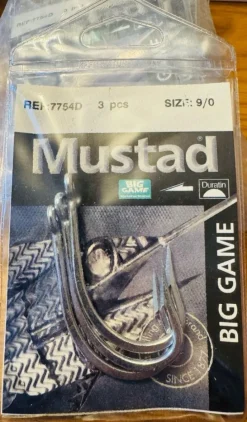 REF: 7754D 3 pcs SIZE: 9/0
Mustad
BIG GAME
Duratin
BIG GAME
SINCE 1877